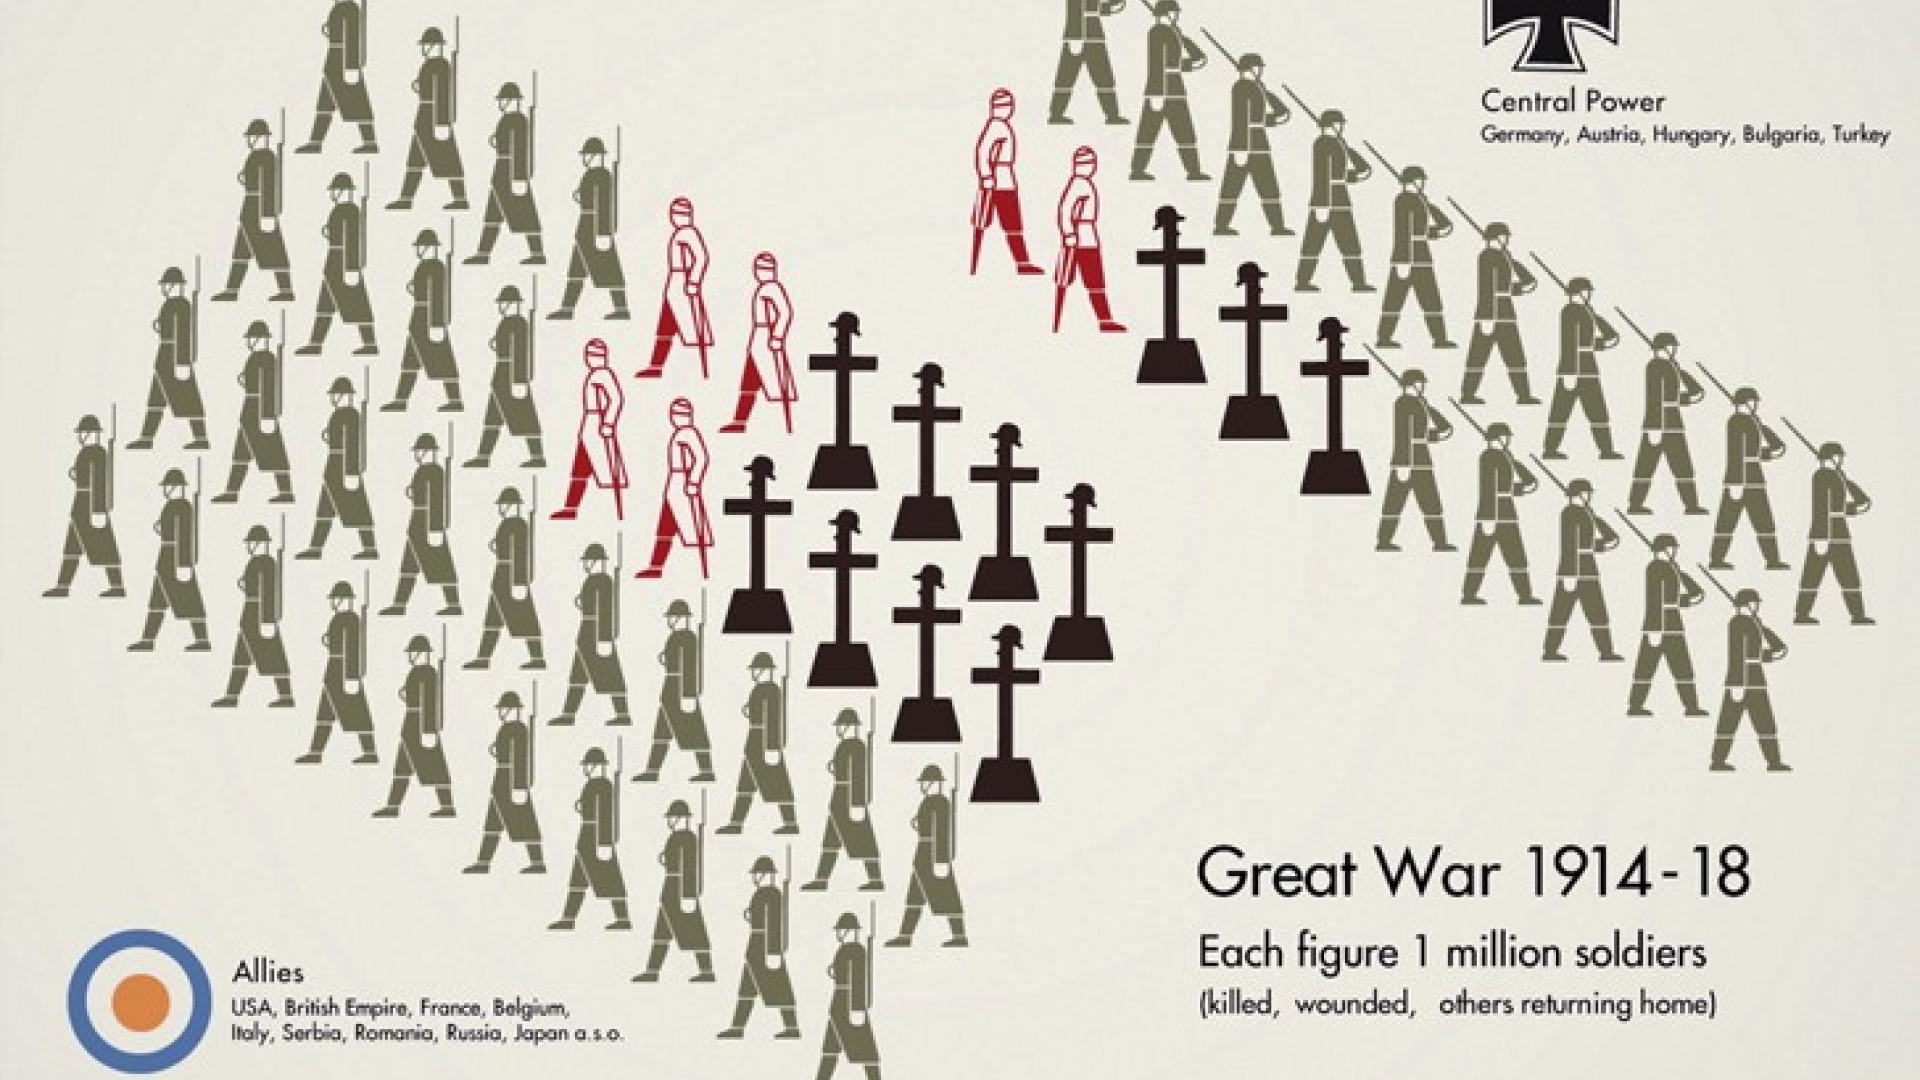 Central Power
Germany, Austria, Hungary, Bulgaria, Turkey
Great War 1914-18
Each figure 1 million soldiers
(killed, wounded, others returning home)
Allies
USA, British Empire, France, Belgium,
Italy, Serbia, Romania, Russia, Japan a.s.o.